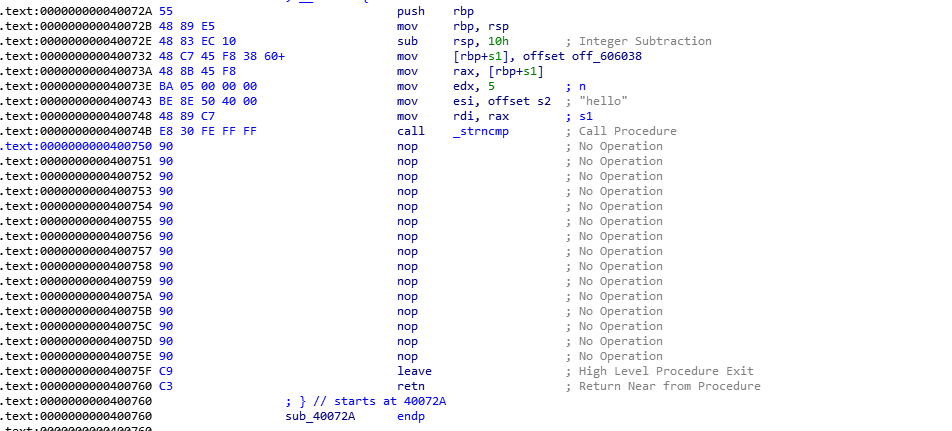 .text:000000000040072A 55 push rbp
.text:000000000040072B 48 89 E5 mov rbp, rsp
.text:000000000040072E 48 83 EC 10 sub rsp, 10h ; Integer Subtraction
.text:0000000000400732 48 C7 45 F8 38 60+ mov [rbp+s1], offset off_606038
.text:000000000040073A 48 8B 45 F8 mov rax, [rbp+s1]
.text:000000000040073E BA 05 00 00 00 mov edx, 5 ; n
.text:0000000000400743 BE 8E 50 40 00 mov esi, offset s2 ; "hello"
.text:0000000000400748 48 89 C7 mov rdi, rax ; s1
.text:000000000040074B E8 30 FE FF FF call _strncmp ; Call Procedure
.text:0000000000400750 90 nop ; No Operation
.text:0000000000400751 90 nop ; No Operation
.text:0000000000400752 90 nop ; No Operation
.text:0000000000400753 90 nop ; No Operation
.text:0000000000400754 90 nop ; No Operation
.text:0000000000400755 90 nop ; No Operation
.text:0000000000400756 90 nop ; No Operation
.text:0000000000400757 90 nop ; No Operation
.text:0000000000400758 90 nop ; No Operation
.text:0000000000400759 90 nop ; No Operation
.text:000000000040075A 90 nop ; No Operation
.text:000000000040075B 90 nop ; No Operation
.text:000000000040075C 90 nop ; No Operation
.text:000000000040075D 90 nop ; No Operation
.text:000000000040075E 90 nop ; No Operation
.text:000000000040075F C9 leave ; High Level Procedure Exit
.text:0000000000400760 C3 retn ; Return Near from Procedure
.text:0000000000400760 ; } // starts at 40072A
.text:0000000000400760 sub_40072A endp
.text:0000000000400760